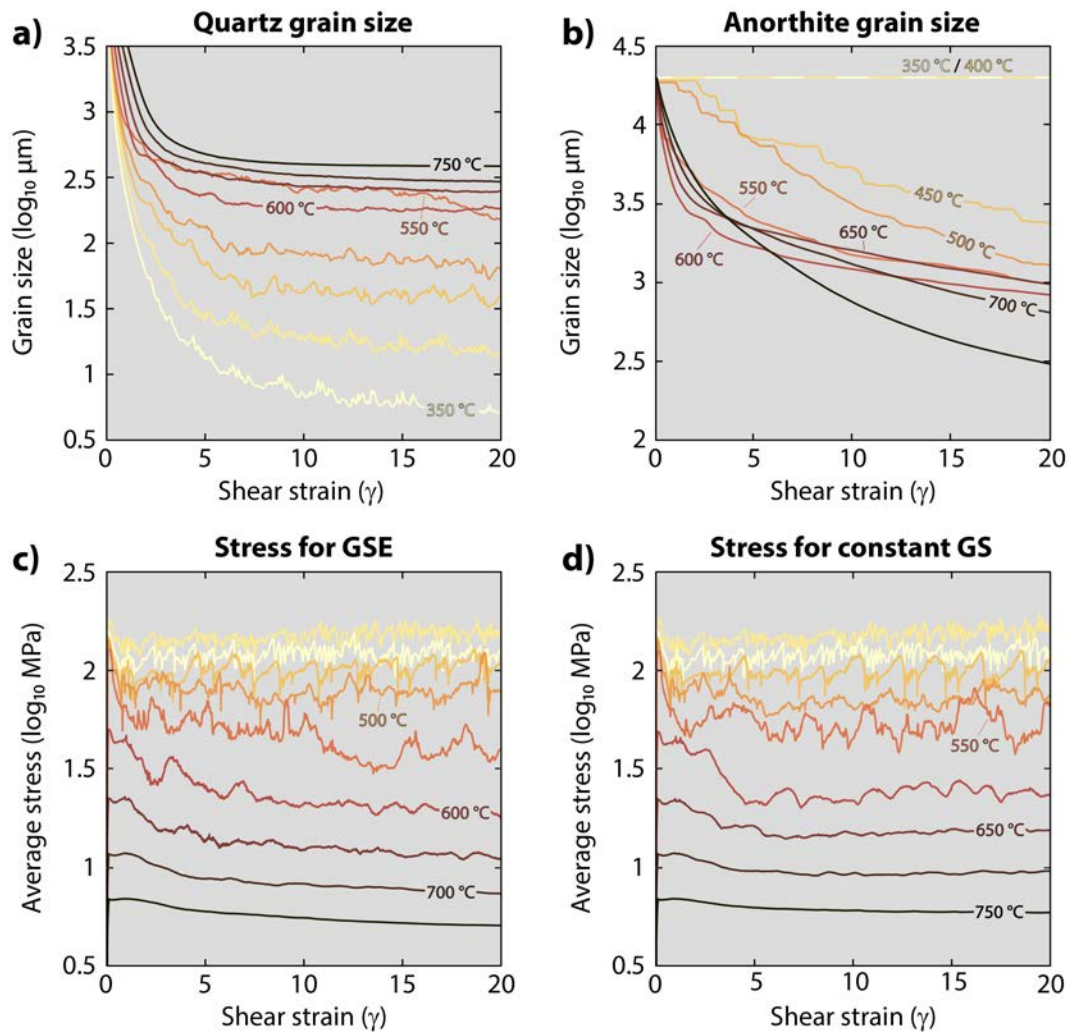 a)
Quartz grain size
3.5
3
2.5
2
1.5
1
0.5
Grain size (log10 μm)
750 °C
600 °C
550 °C
350 °C
0
5
10
15
20
Shear strain (γ)
b)
Anorthite grain size
4.5
4
3.5
3
2.5
2
Grain size (log10 μm)
350 °C / 400 °C
450 °C
550 °C
500 °C
650 °C
600 °C
700 °C
0
5
10
15
20
Shear strain (γ)
c)
Stress for GSE
2.5
2
1.5
1
0.5
Average stress (log10 MPa)
500°C
600 °C
700 °C
0
5
10
15
20
Shear strain (γ)
d)
Stress for constant GS
2.5
2
1.5
1
0.5
Average stress (log10 MPa)
550 °C
650 °C
750 °C
0
5
10
15
20
Shear strain (γ)